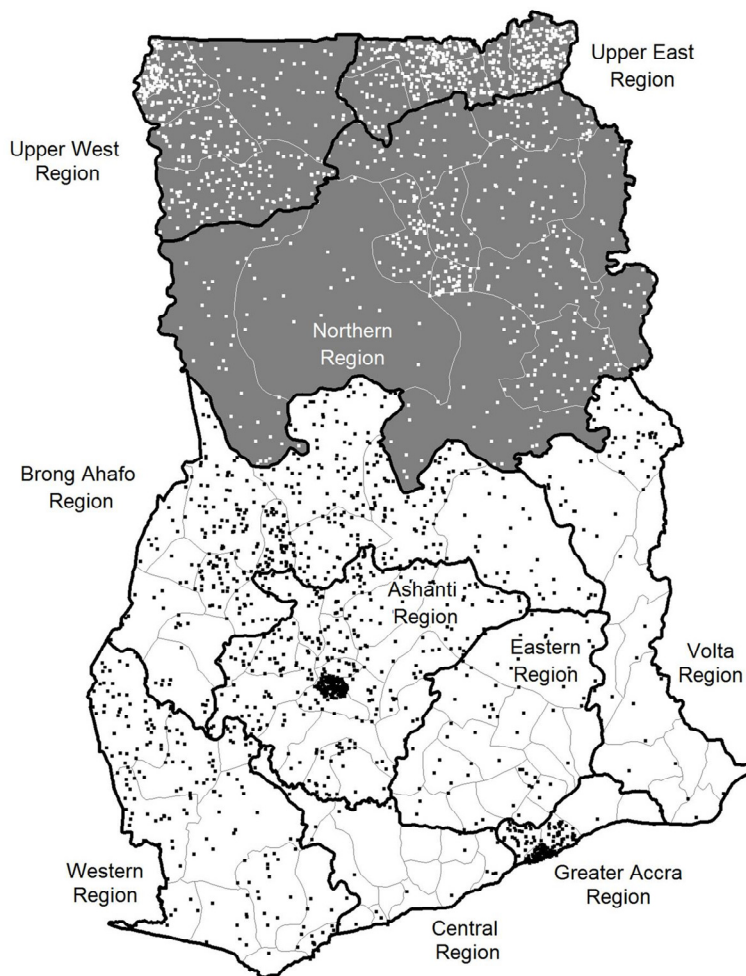 Upper East
Region
Upper West
Region
Northern
Region
Brong Ahafo
Region
Ashanti
Region
Eastern
Region
Volta
Region
Western
Region
Greater Accra
Region
Central
Region